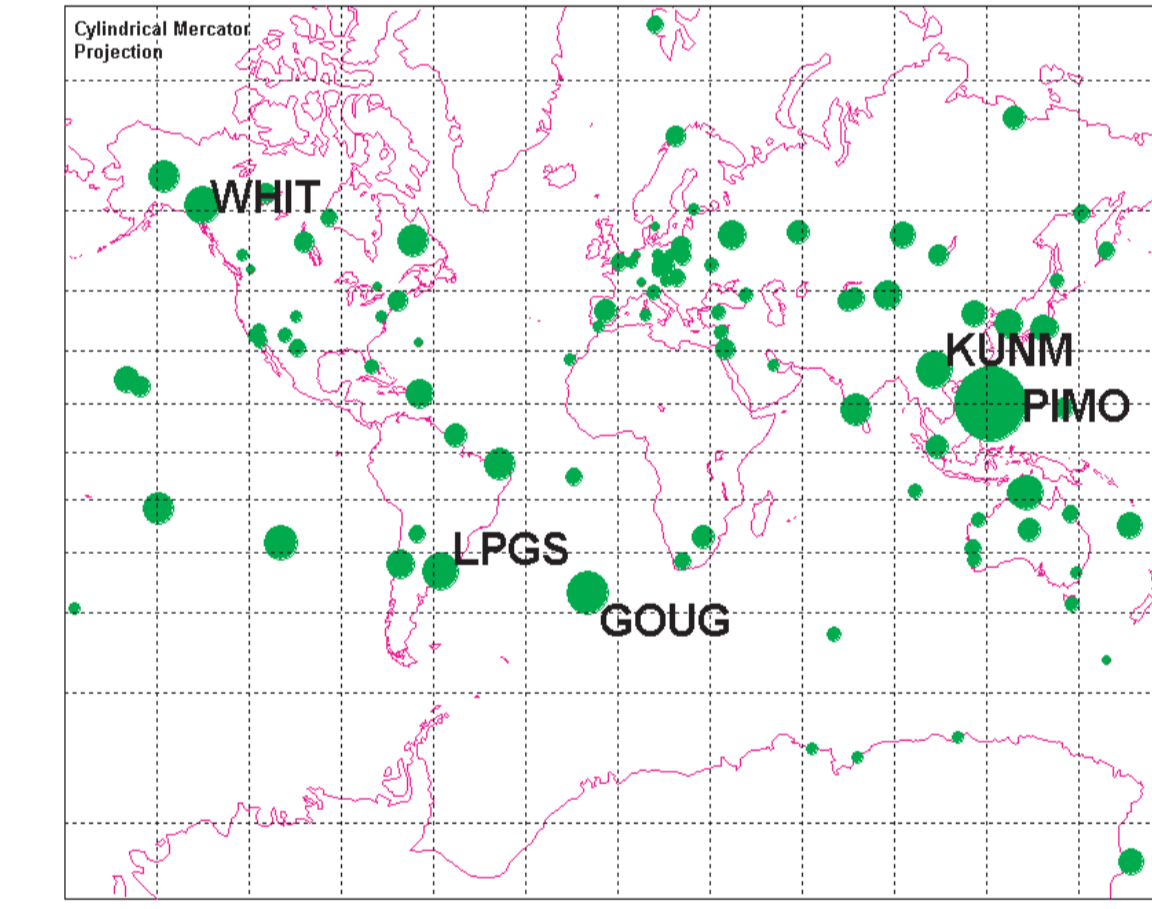 Cylindrical Mercator
Projection
WHIT
KUNM
PIMO
LPGS
GOUG